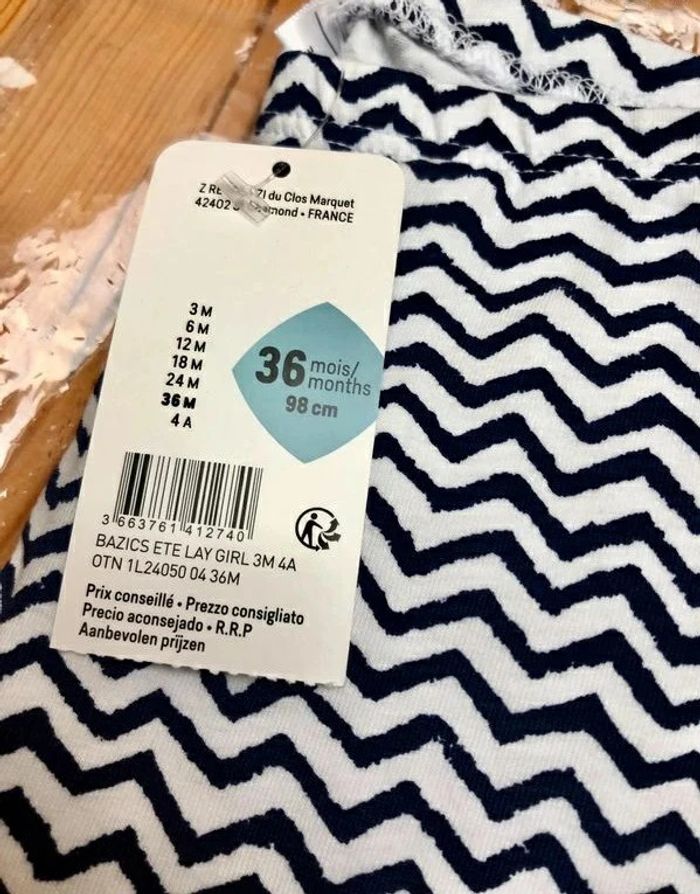 Z I du Clos Marquet
42402 mond • FRANCE
3 M
6 M
12 M
18 M
24 M
36 M
4 A
36 mois/
months
98 cm
3 663761 412740
BAZICS ETE LAY GIRL 3M 4A
OTN 1L24050 04 36M
Prix conseillé • Prezzo consigliato
Precio aconsejado • R.R.P
Aanbevolen prijzen